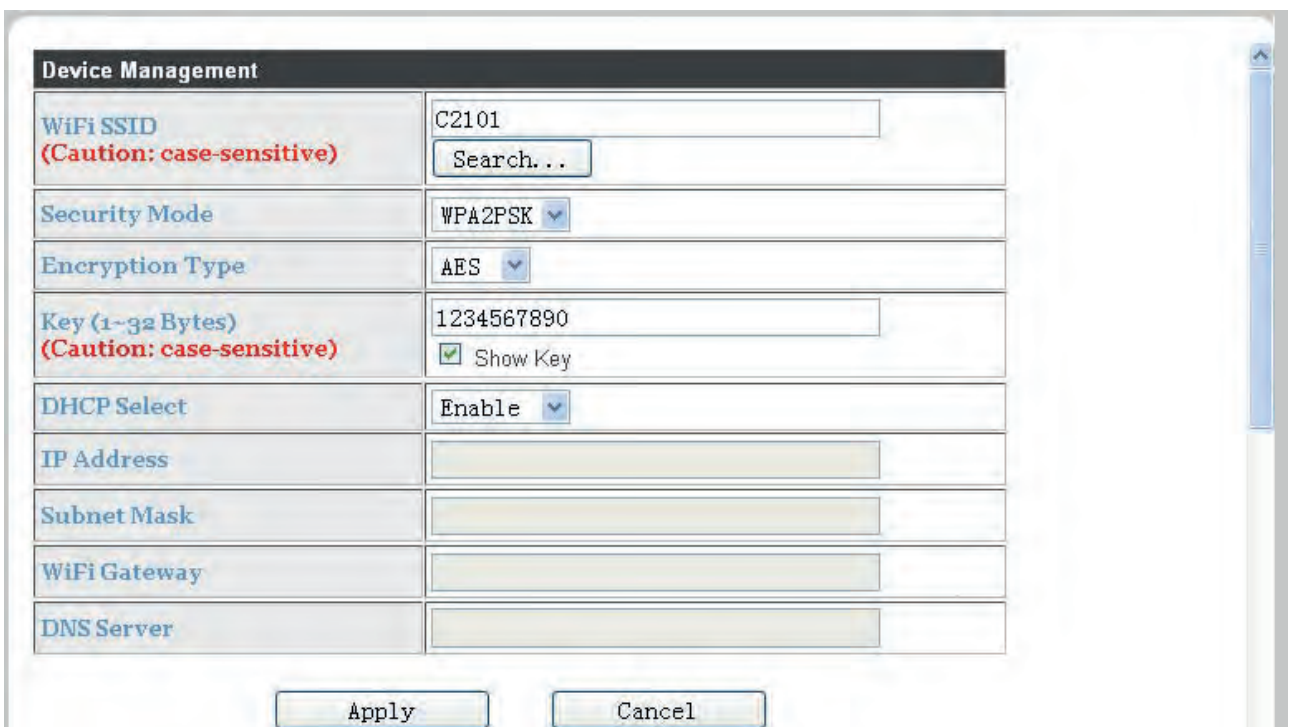 Device Management
WiFi SSID
(Caution: case-sensitive)
C2101
Search...
Security Mode
WPA2PSK
Encryption Type
AES
Key (1~32 Bytes)
(Caution: case-sensitive)
1234567890
Show Key
DHCP Select
Enable
IP Address
Subnet Mask
WiFi Gateway
DNS Server
Apply
Cancel